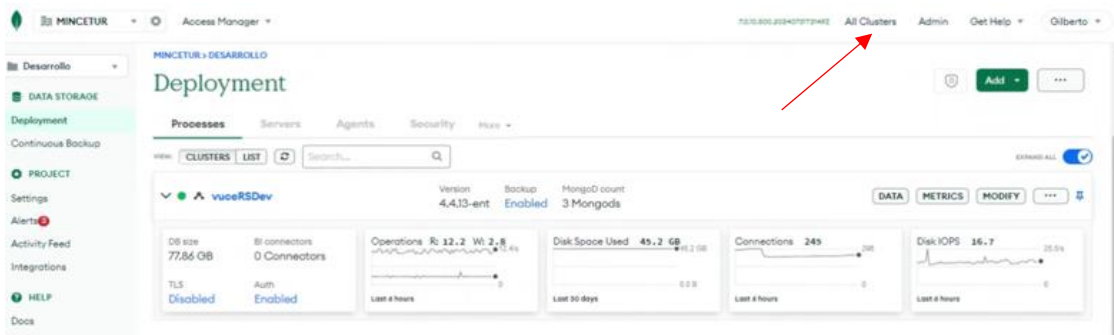 MINCETUR
Access Manager
All Clusters
Admin
Get Help
Gilberto
Desarrollo
DATA STORAGE
Deployment
Continuous Backup
PROJECT
Settings
Alerts
Activity Feed
Integrations
HELP
Docs
MINCETUR > DESARROLLO
Deployment
Add
Processes
Servers
Agents
Security
More
VIEW:
CLUSTERS
LIST
Search...
EXPAND ALL
vuceRSDev
Version
4.4.13-ent
Backup
Enabled
MongoD count
3 Mongods
DATA
METRICS
MODIFY
DB size
77.86 GB
BI connectors
0 Connectors
TLS
Disabled
Auth
Enabled
Operations R: 12.2 W: 2.8
0
Last 4 hours
Disk Space Used 45.2 GB
0.0 B
Last 30 days
Connections 245
0
Last 4 hours
Disk IOPS 16.7
0
Last 4 hours